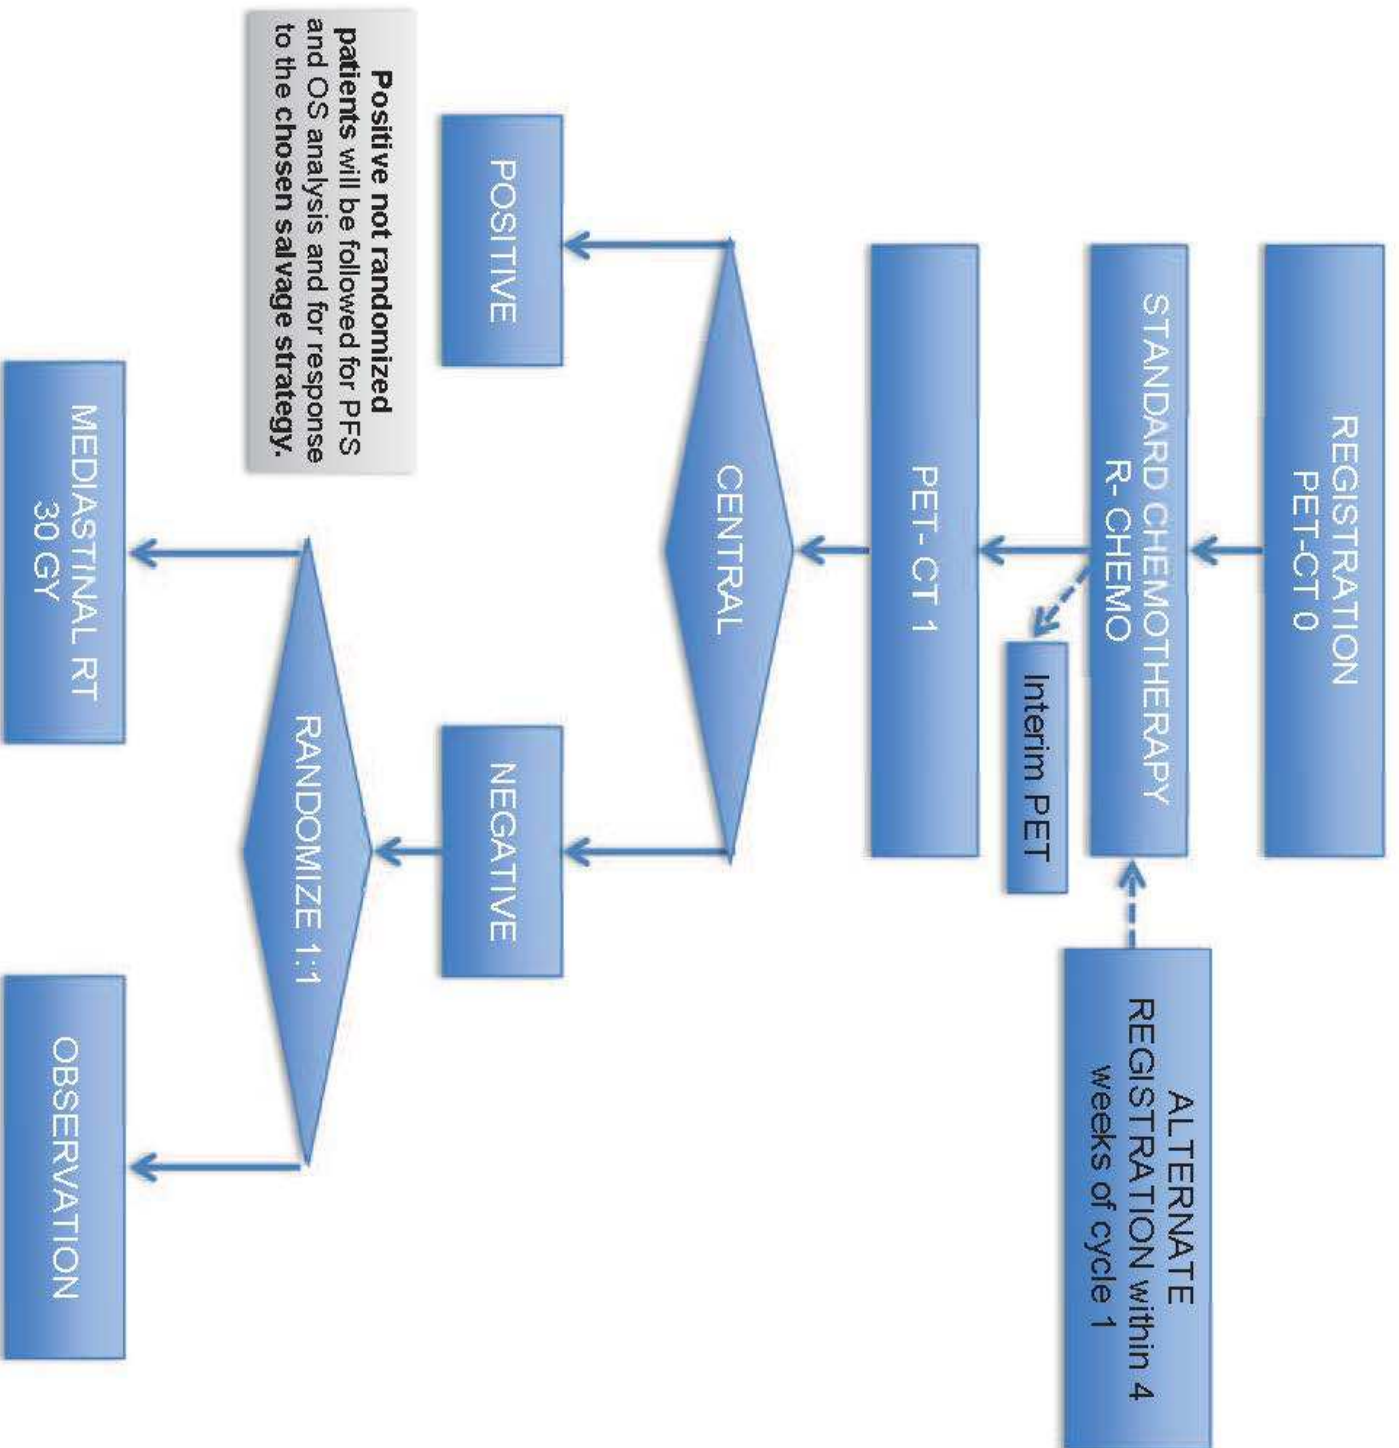 REGISTRATION
PET-CT 0
STANDARD CHEMOTHERAPY
R- CHEMO
ALTERNATE
REGISTRATION within 4
weeks of cycle 1
Interim PET
PET- CT 1
CENTRAL
POSITIVE
NEGATIVE
Positive not randomized
patients will be followed for PFS
and OS analysis and for response
to the chosen salvage strategy.
RANDOMIZE 1:1
MEDIASTINAL RT
30 GY
OBSERVATION